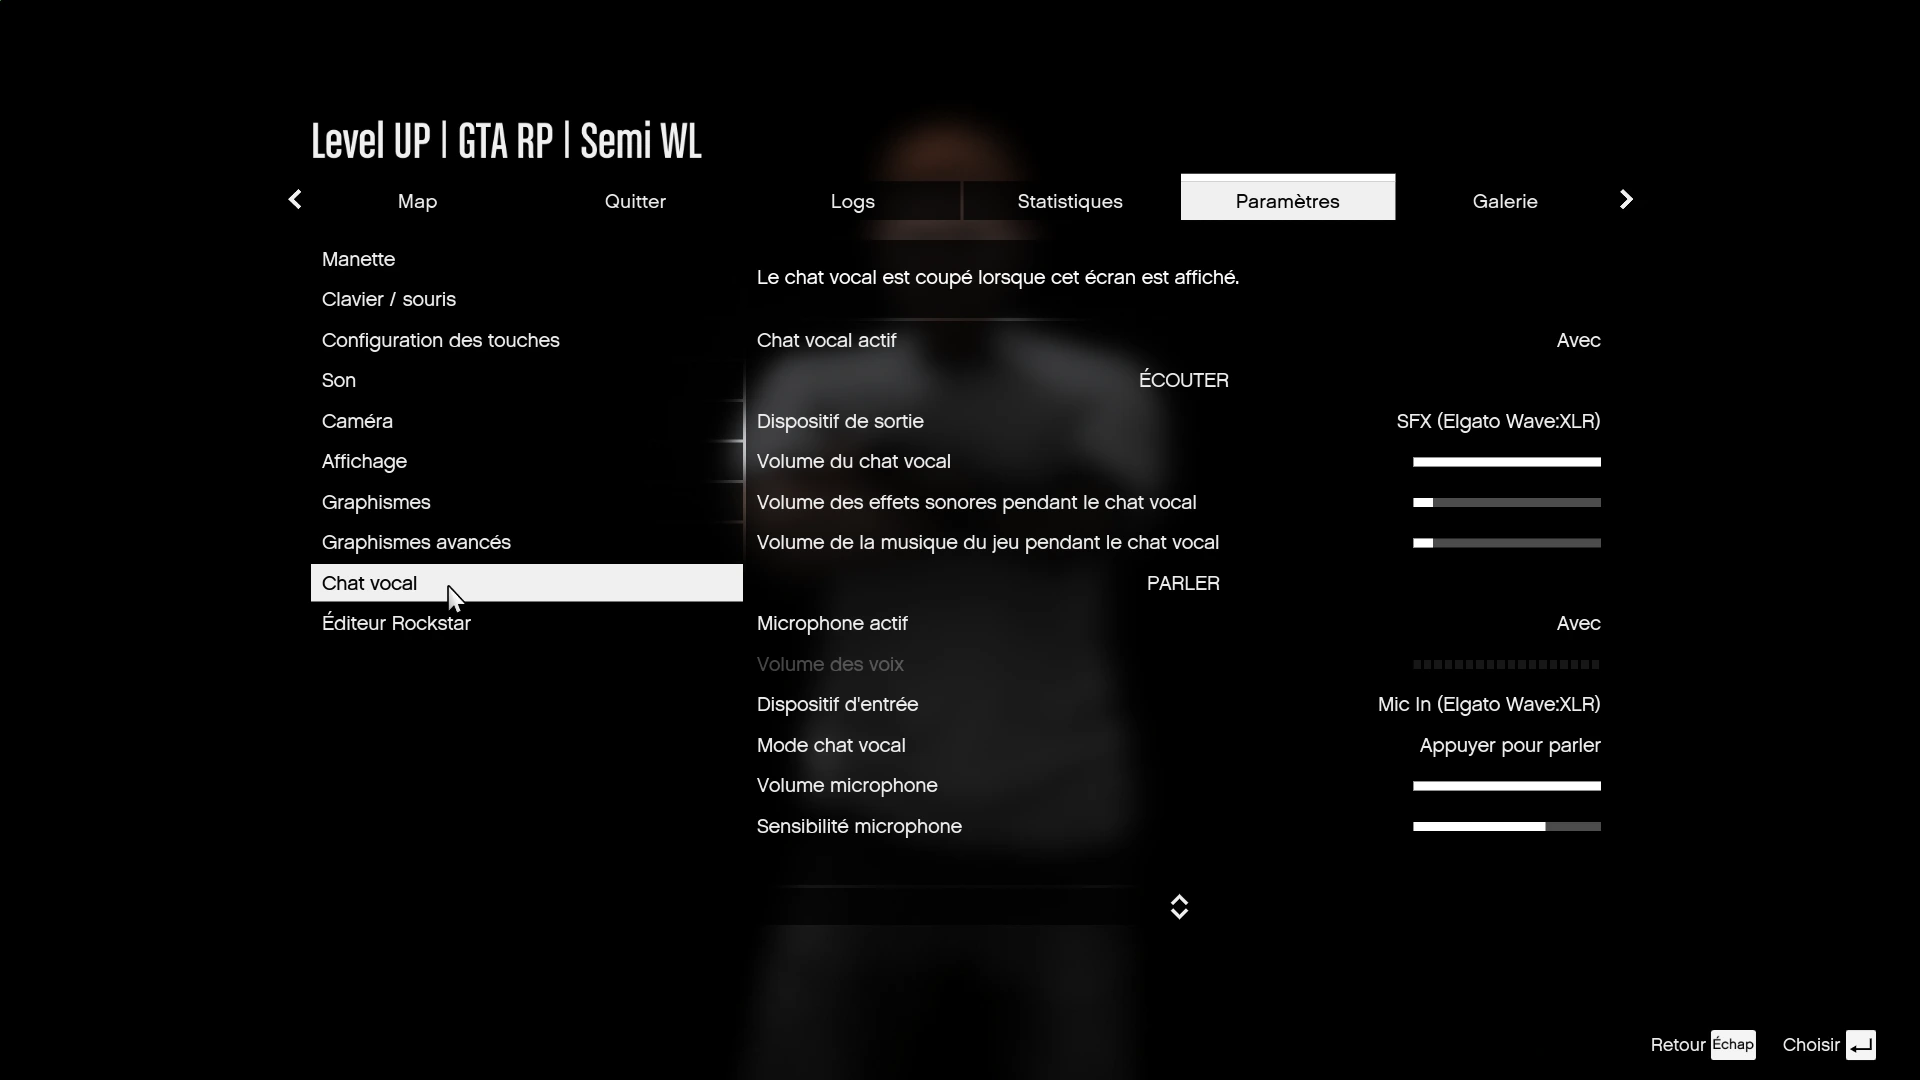 Level UP | GTA RP | Semi WL
Map Quitter Logs Statistiques Paramètres Galerie
Manette
Clavier / souris
Configuration des touches
Son
Caméra
Affichage
Graphismes
Graphismes avancés
Chat vocal
Éditeur Rockstar
Le chat vocal est coupé lorsque cet écran est affiché.
Chat vocal actif Avec
ÉCOUTER
Dispositif de sortie SFX (Elgato Wave:XLR)
Volume du chat vocal
Volume des effets sonores pendant le chat vocal
Volume de la musique du jeu pendant le chat vocal
PARLER
Microphone actif Avec
Volume des voix
Dispositif d'entrée Mic In (Elgato Wave:XLR)
Mode chat vocal Appuyer pour parler
Volume microphone
Sensibilité microphone
Retour Échap Choisir